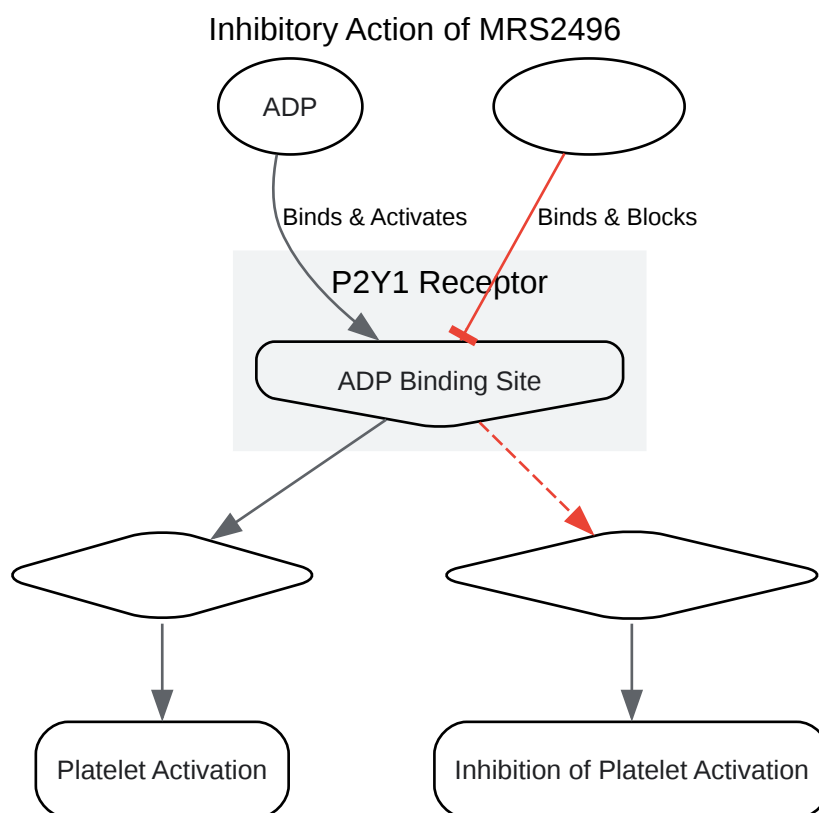 Inhibitory Action of MRS2496
ADP
Binds & Activates
Binds & Blocks
P2Y1 Receptor
ADP Binding Site
Platelet Activation
Inhibition of Platelet Activation